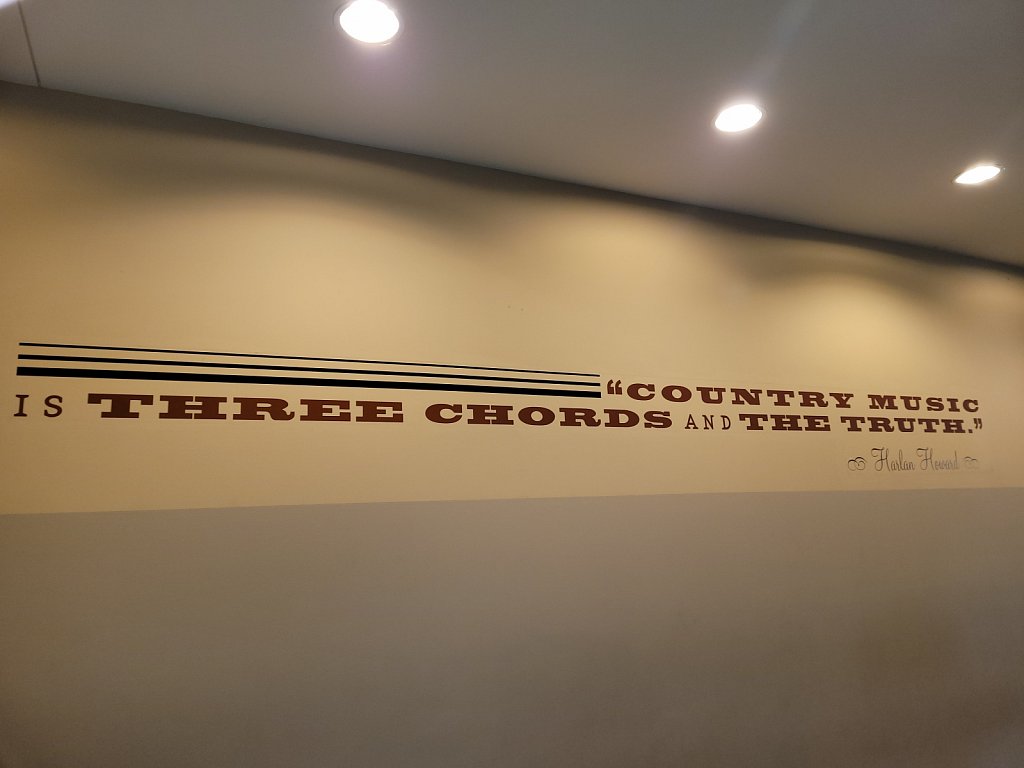 “COUNTRY MUSIC
IS THREE CHORDS AND THE TRUTH.”
Harlan Howard